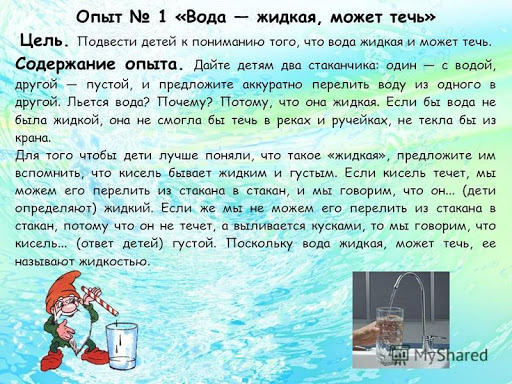 Опыт № 1 «Вода — жидкая, может течь»
Цель. Подвести детей к пониманию того, что вода жидкая и может течь.
Содержание опыта. Дайте детям два стаканчика: один — с водой,
другой — пустой, и предложите аккуратно перелить воду из одного в
другой. Льется вода? Почему? Потому, что она жидкая. Если бы вода не
была жидкой, она не смогла бы течь в реках и ручейках, не текла бы из
крана.
Для того чтобы дети лучше поняли, что такое «жидкая», предложите им
вспомнить, что кисель бывает жидким и густым. Если кисель течет, мы
можем его перелить из стакана в стакан, и мы говорим, что он... (дети
определяют) жидкий. Если же мы не можем его перелить из стакана в
стакан, потому что он не течет, а выливается кусками, то мы говорим, что
кисель... (ответ детей) густой. Поскольку вода жидкая, может течь, ее
называют жидкостью.
MyShared